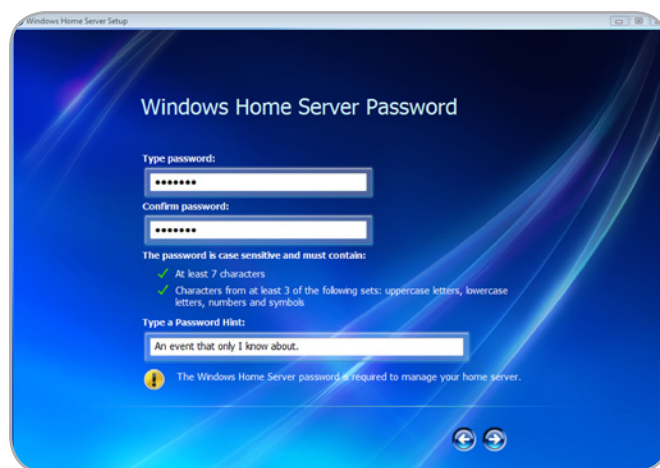 Windows Home Server Setup
Windows Home Server Password
Type password:
•••••••
Confirm password:
•••••••
The password is case sensitive and must contain:
At least 7 characters
Characters from at least 3 of the following sets: uppercase letters, lowercase
letters, numbers and symbols
Type a Password Hint:
An event that only I know about.
The Windows Home Server password is required to manage your home server.